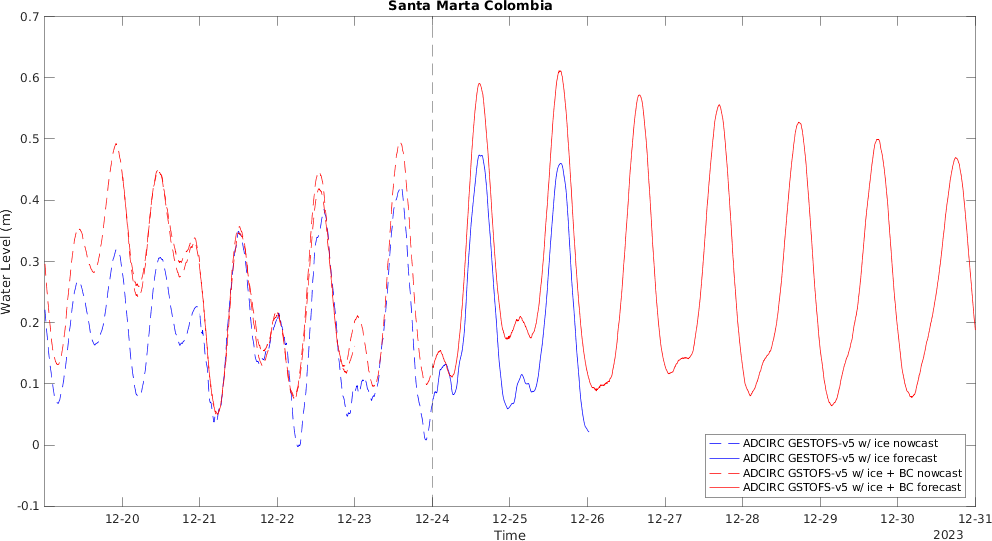 Santa Marta Colombia
0.7
0.6
0.5
0.4
0.3
0.2
0.1
0
-0.1
Water Level (m)
ADCIRC GESTOFS-v5 w/ ice nowcast
ADCIRC GESTOFS-v5 w/ ice forecast
ADCIRC GSTOFS-v5 w/ ice + BC nowcast
ADCIRC GSTOFS-v5 w/ ice + BC forecast
12-20 12-21 12-22 12-23 12-24 12-25 12-26 12-27 12-28 12-29 12-30 12-31
Time
2023